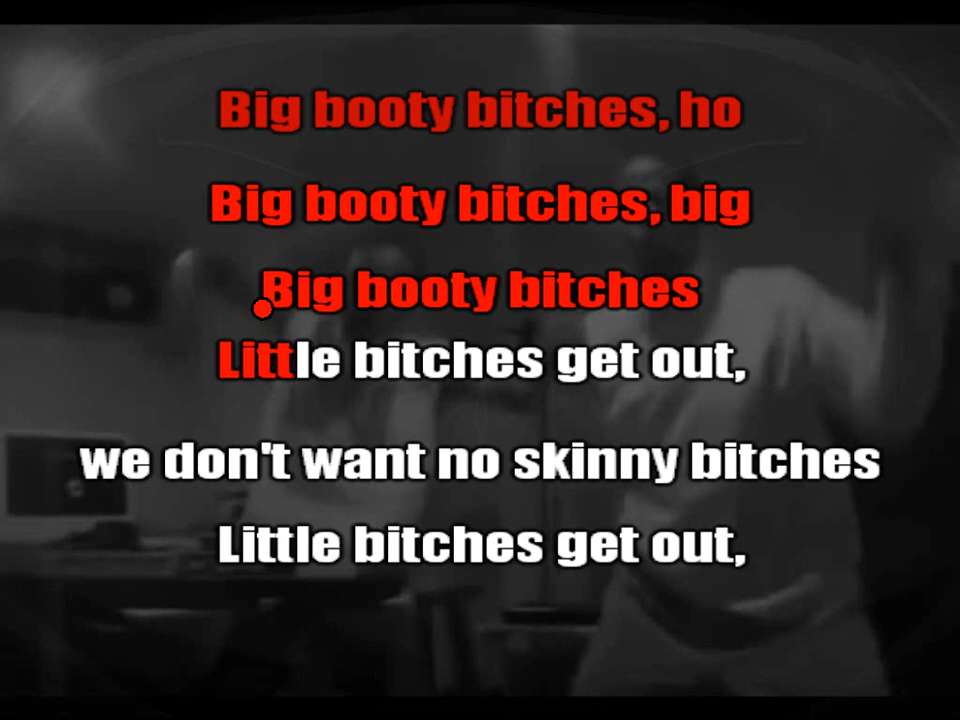 Big booty bitches, ho
Big booty bitches, big
Big booty bitches
Little bitches get out,
we don't want no skinny bitches
Little bitches get out,